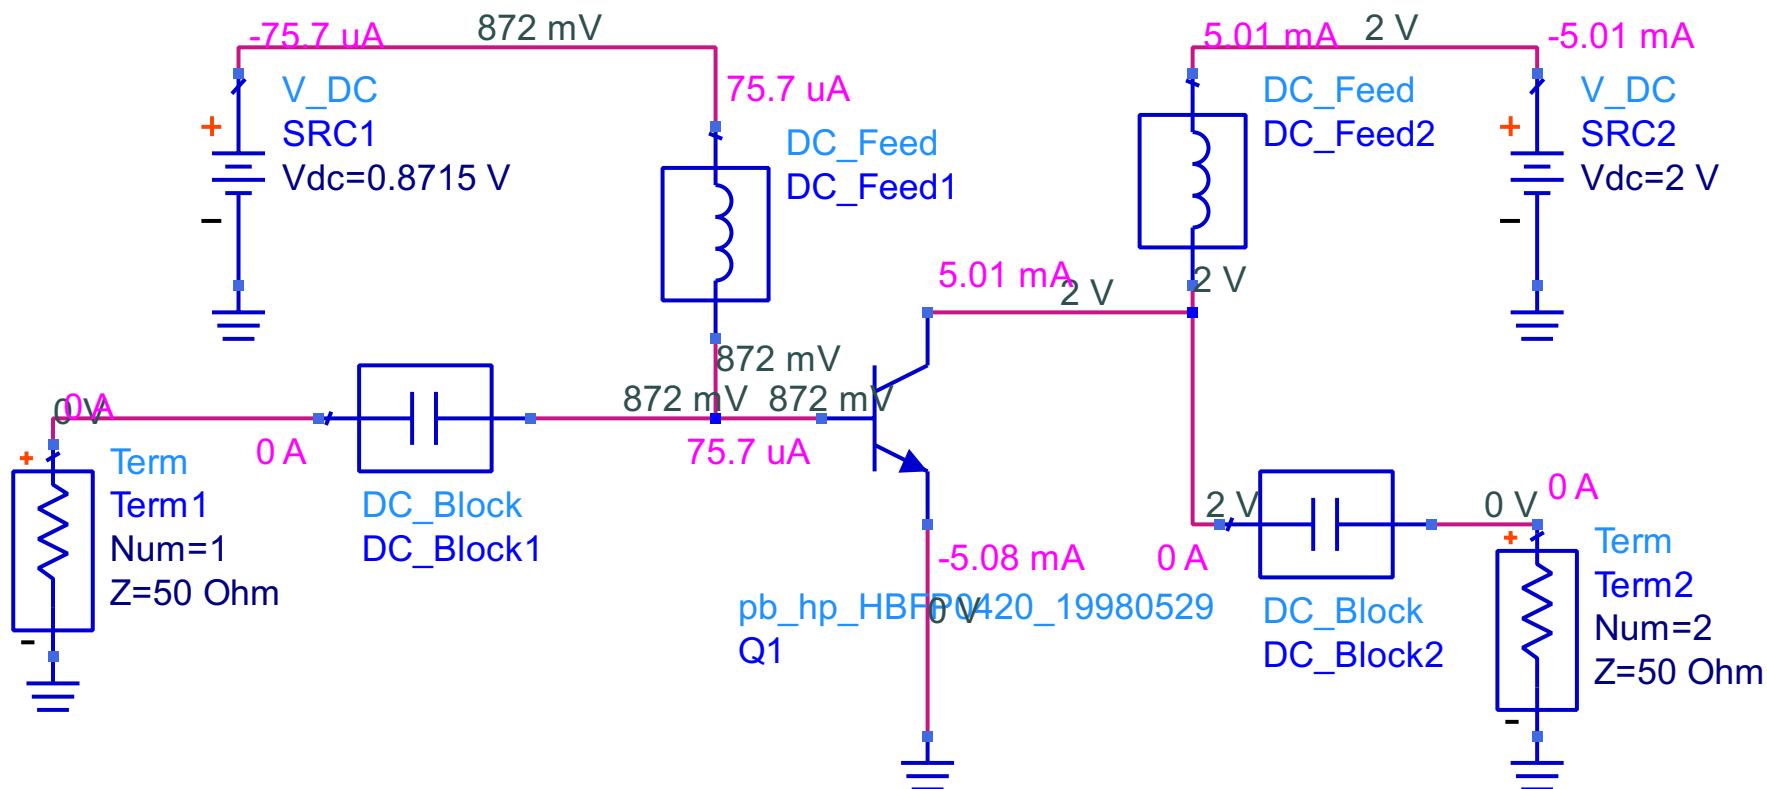 -75.7 uA
872 mV
5.01 mA
2 V
-5.01 mA
V_DC
SRC1
Vdc=0.8715 V
+
−
75.7 uA
DC_Feed
DC_Feed1
DC_Feed
DC_Feed2
V_DC
SRC2
Vdc=2 V
+
−
5.01 mA
2 V
2 V
872 mV
872 mV
872 mV
75.7 uA
0 V
0 A
0 A
+
Term
Term1
Num=1
Z=50 Ohm
-
DC_Block
DC_Block1
-5.08 mA
0 V
pb_hp_HBFP0420_19980529
Q1
2 V
0 A
DC_Block
DC_Block2
0 V
0 A
+
Term
Term2
Num=2
Z=50 Ohm
-